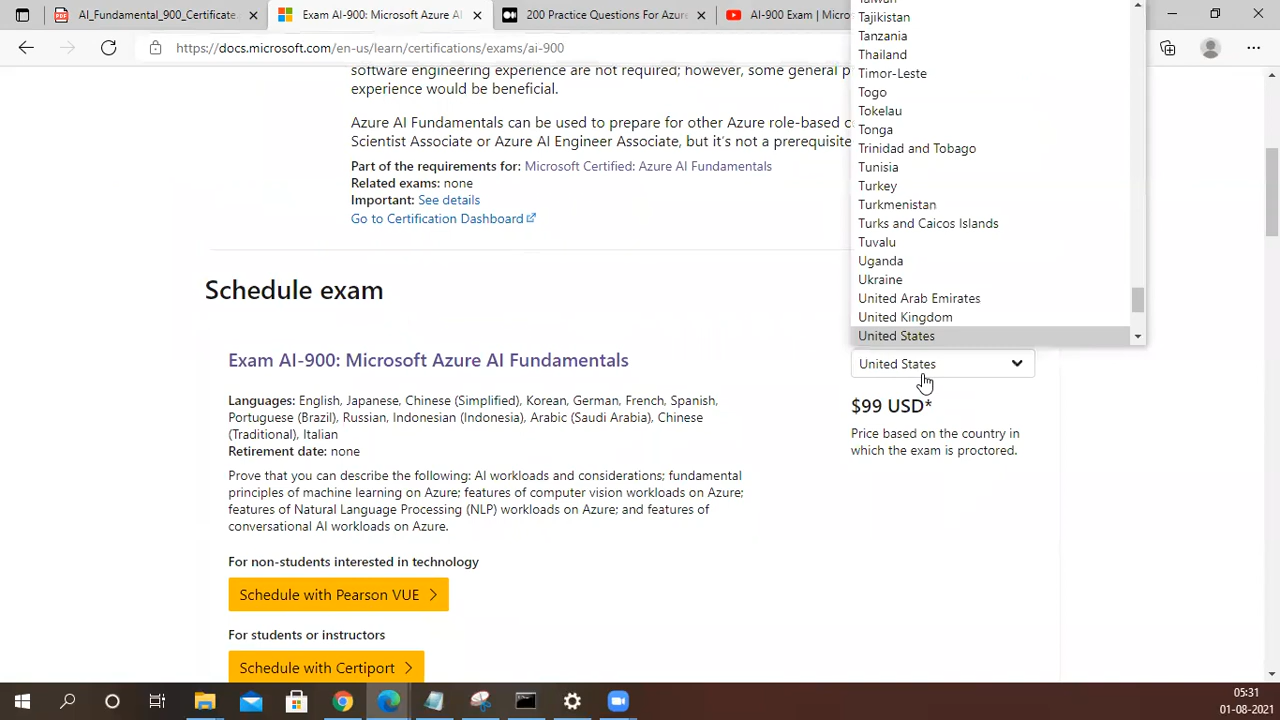 AI_Fundamental_900_Certificate.
Exam AI-900: Microsoft Azure AI
200 Practice Questions For Azure
AI-900 Exam | Micros
https://docs.microsoft.com/en-us/learn/certifications/exams/ai-900
software engineering experience are not required; however, some general p
experience would be beneficial.
Azure AI Fundamentals can be used to prepare for other Azure role-based c
Scientist Associate or Azure AI Engineer Associate, but it's not a prerequisite
Part of the requirements for: Microsoft Certified: Azure AI Fundamentals
Related exams: none
Important: See details
Go to Certification Dashboard
Tajikistan
Tanzania
Thailand
Timor-Leste
Togo
Tokelau
Tonga
Trinidad and Tobago
Tunisia
Turkey
Turkmenistan
Turks and Caicos Islands
Tuvalu
Uganda
Ukraine
United Arab Emirates
United Kingdom
United States
Schedule exam
Exam AI-900: Microsoft Azure AI Fundamentals
Languages: English, Japanese, Chinese (Simplified), Korean, German, French, Spanish,
Portuguese (Brazil), Russian, Indonesian (Indonesia), Arabic (Saudi Arabia), Chinese
(Traditional), Italian
Retirement date: none
Prove that you can describe the following: AI workloads and considerations; fundamental
principles of machine learning on Azure; features of computer vision workloads on Azure;
features of Natural Language Processing (NLP) workloads on Azure; and features of
conversational AI workloads on Azure.
For non-students interested in technology
Schedule with Pearson VUE
For students or instructors
Schedule with Certiport
United States
$99 USD*
Price based on the country in
which the exam is proctored.
05:31
01-08-2021